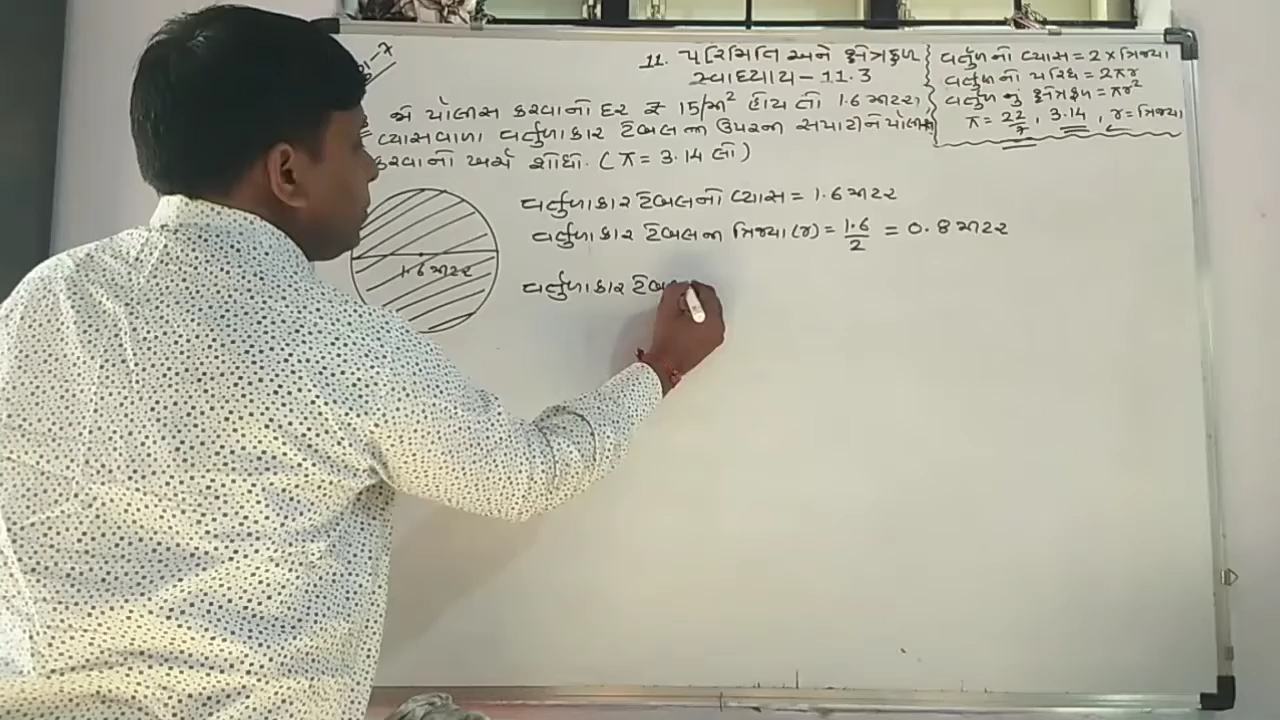 11. પરિમિતિ અને ક્ષેત્રફળ
સ્વાધ્યાય - 11.3
વર્તુળનો વ્યાસ = 2 × ત્રિજ્યા
વર્તુળનો પરિઘ = 2πr
વર્તુળનું ક્ષેત્રફળ = πr²
π = 22/7, 3.14, r = ત્રિજ્યા
જો પોલીસ કરવાનો દર ₹ 15/મી² હોય તો 1.6 મીટર
વ્યાસવાળા વર્તુળાકાર ટેબલની ઉપરની સપાટીને પોલીસ
કરવાનો ખર્ચ શોધો. (π = 3.14 લો)
1.6 મીટર
વર્તુળાકાર ટેબલનો વ્યાસ = 1.6 મીટર
વર્તુળાકાર ટેબલની ત્રિજ્યા (r) = 1.6/2 = 0.8 મીટર
વર્તુળાકાર